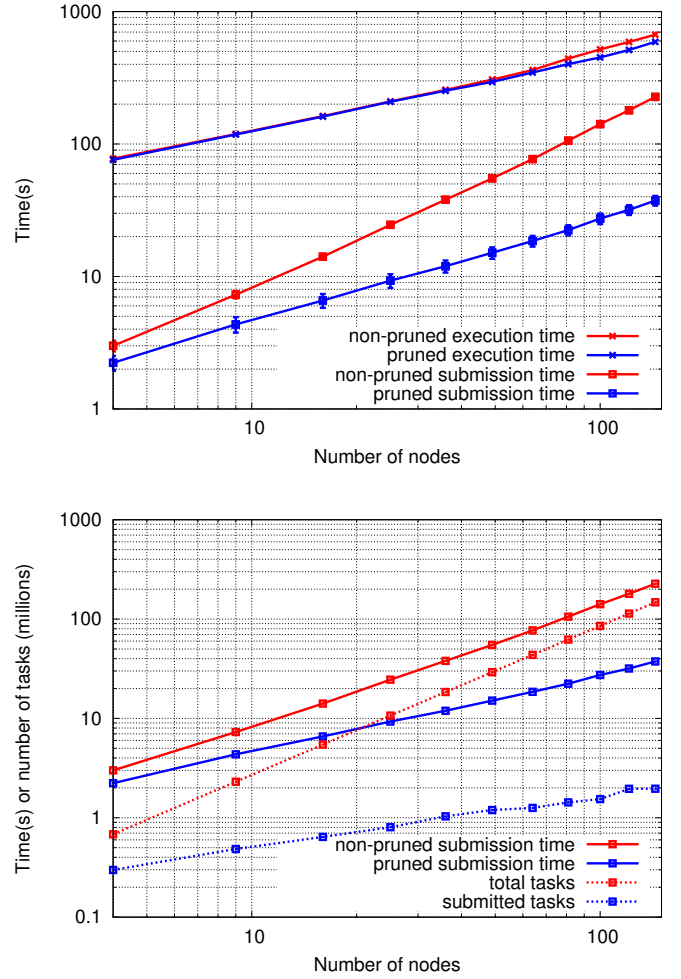 1000
100
10
1
Time(s)
non-pruned execution time
pruned execution time
non-pruned submission time
pruned submission time
10
100
Number of nodes
1000
100
10
1
0.1
Time(s) or number of tasks (millions)
non-pruned submission time
pruned submission time
total tasks
submitted tasks
10
100
Number of nodes